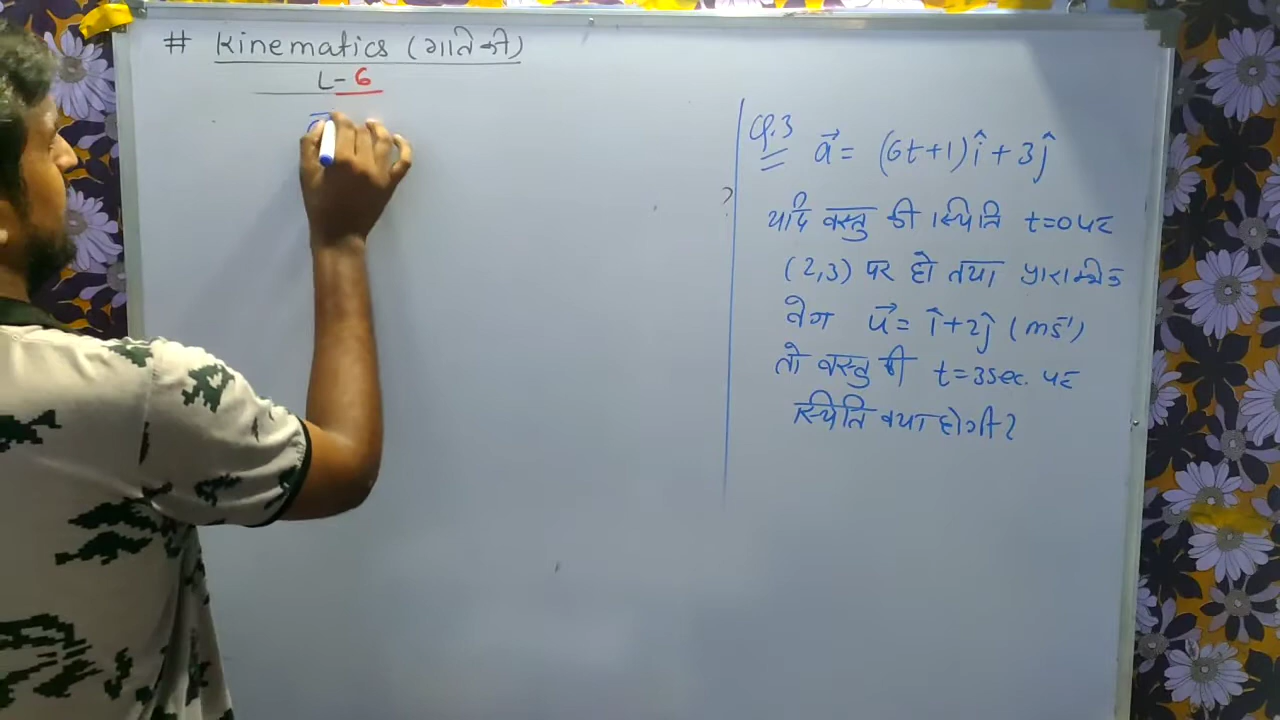 # Kinematics (गतिकी)
L-6
Q.3 a⃗ = (6t+1)î + 3ĵ
यदि वस्तु की स्थिति t=0 पर
(2,3) पर हो तथा प्रारम्भिक
वेग u⃗ = î+2ĵ (ms⁻¹)
तो वस्तु की t=3sec. पर
स्थिति क्या होगी?